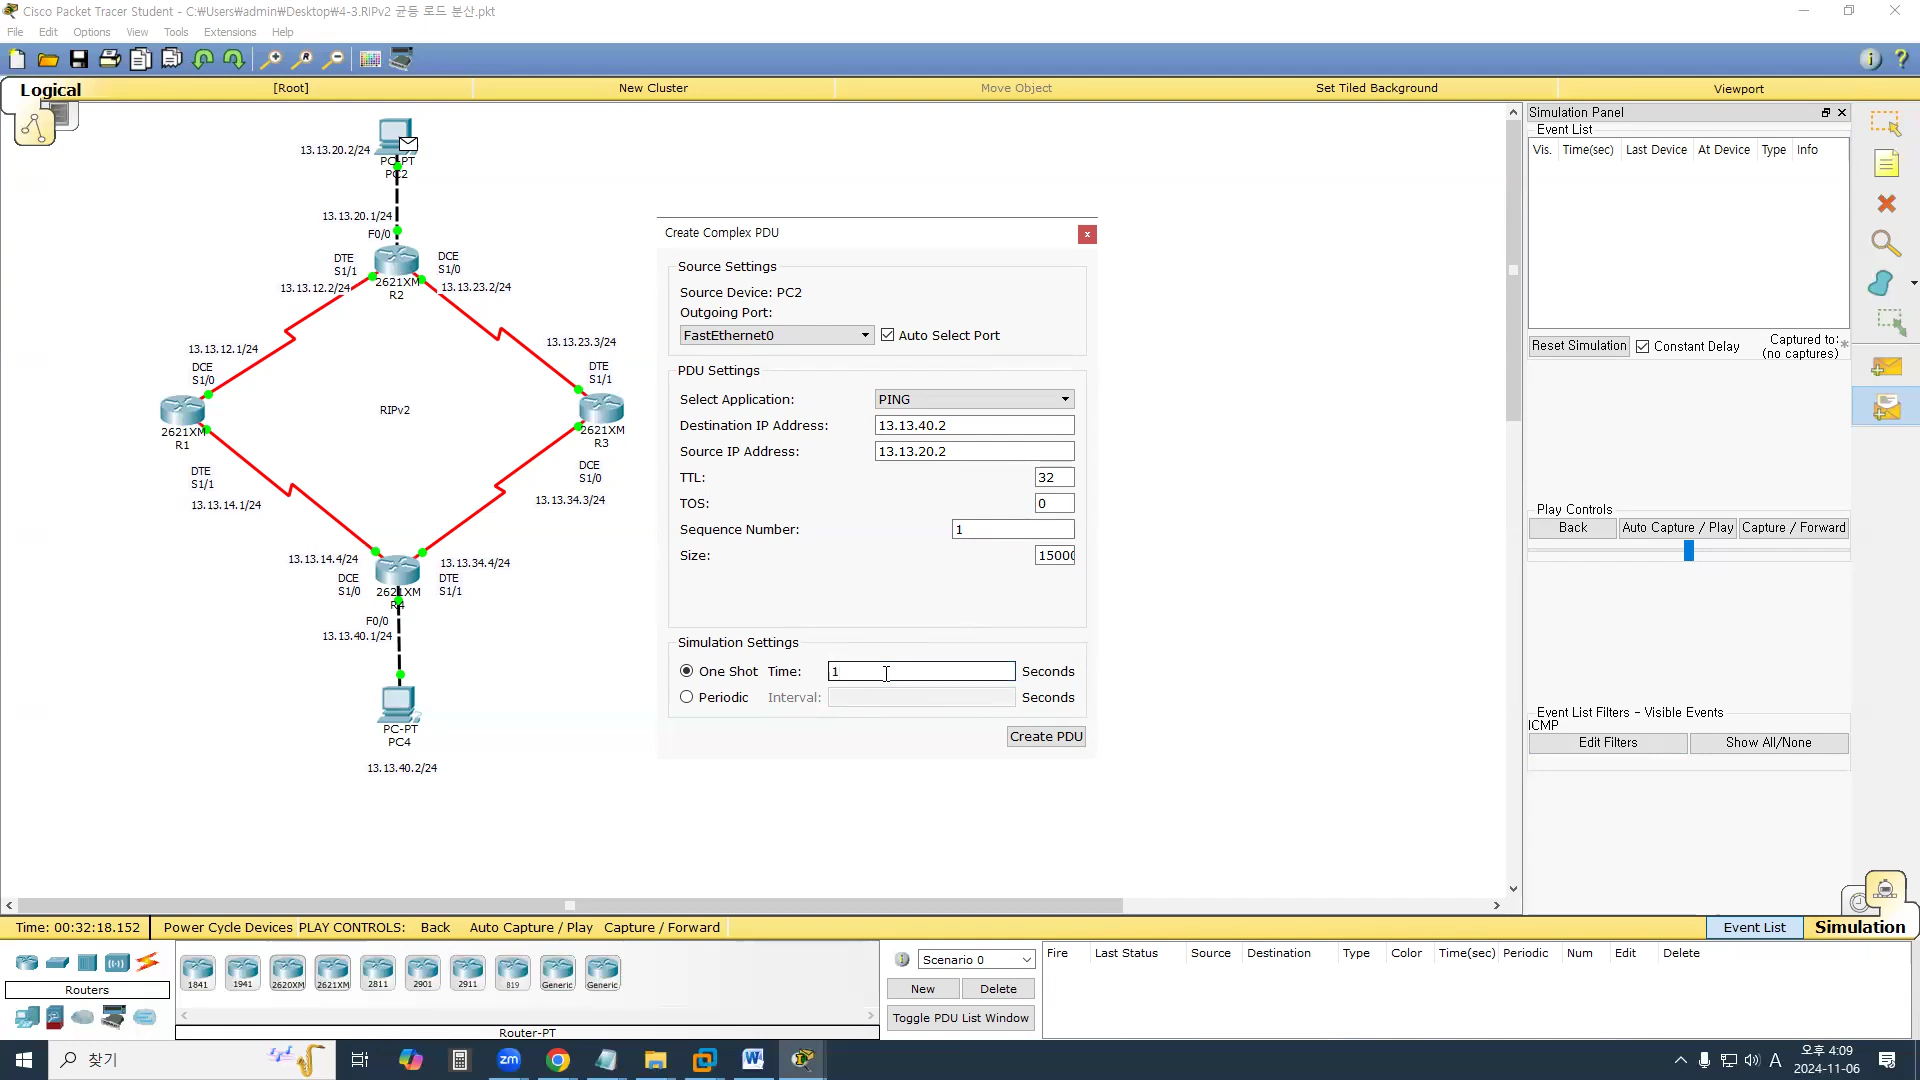 Cisco Packet Tracer Student - C:₩Users₩admin₩Desktop₩4-3.RIPv2 균등 로드 분산.pkt
File Edit Options View Tools Extensions Help
Logical [Root] New Cluster Move Object Set Tiled Background Viewport
13.13.20.2/24
PC-PT
PC2
13.13.20.1/24
F0/0
DTE
S1/1
DCE
S1/0
13.13.12.2/24
2621XM
R2
13.13.23.2/24
13.13.12.1/24
DCE
S1/0
13.13.23.3/24
DTE
S1/1
RIPv2
2621XM
R1
2621XM
R3
DTE
S1/1
13.13.14.1/24
DCE
S1/0
13.13.34.3/24
13.13.14.4/24
DCE
S1/0
2621XM
R4
13.13.34.4/24
DTE
S1/1
F0/0
13.13.40.1/24
PC-PT
PC4
13.13.40.2/24
Create Complex PDU
x
Source Settings
Source Device: PC2
Outgoing Port:
FastEthernet0 Auto Select Port
PDU Settings
Select Application: PING
Destination IP Address: 13.13.40.2
Source IP Address: 13.13.20.2
TTL: 32
TOS: 0
Sequence Number: 1
Size: 15000
Simulation Settings
One Shot Time: 1 Seconds
Periodic Interval: Seconds
Create PDU
Simulation Panel
Event List
Vis. Time(sec) Last Device At Device Type Info
Reset Simulation Constant Delay Captured to: *
(no captures)
Play Controls
Back Auto Capture / Play Capture / Forward
Event List Filters - Visible Events
ICMP
Edit Filters Show All/None
Time: 00:32:18.152 Power Cycle Devices PLAY CONTROLS: Back Auto Capture / Play Capture / Forward Event List Simulation
Routers
1841 1941 2620XM 2621XM 2811 2901 2911 819 Generic Generic
Router-PT
Scenario 0
New Delete
Toggle PDU List Window
Fire Last Status Source Destination Type Color Time(sec) Periodic Num Edit Delete
찾기
zm
W
A
오후 4:09
2024-11-06